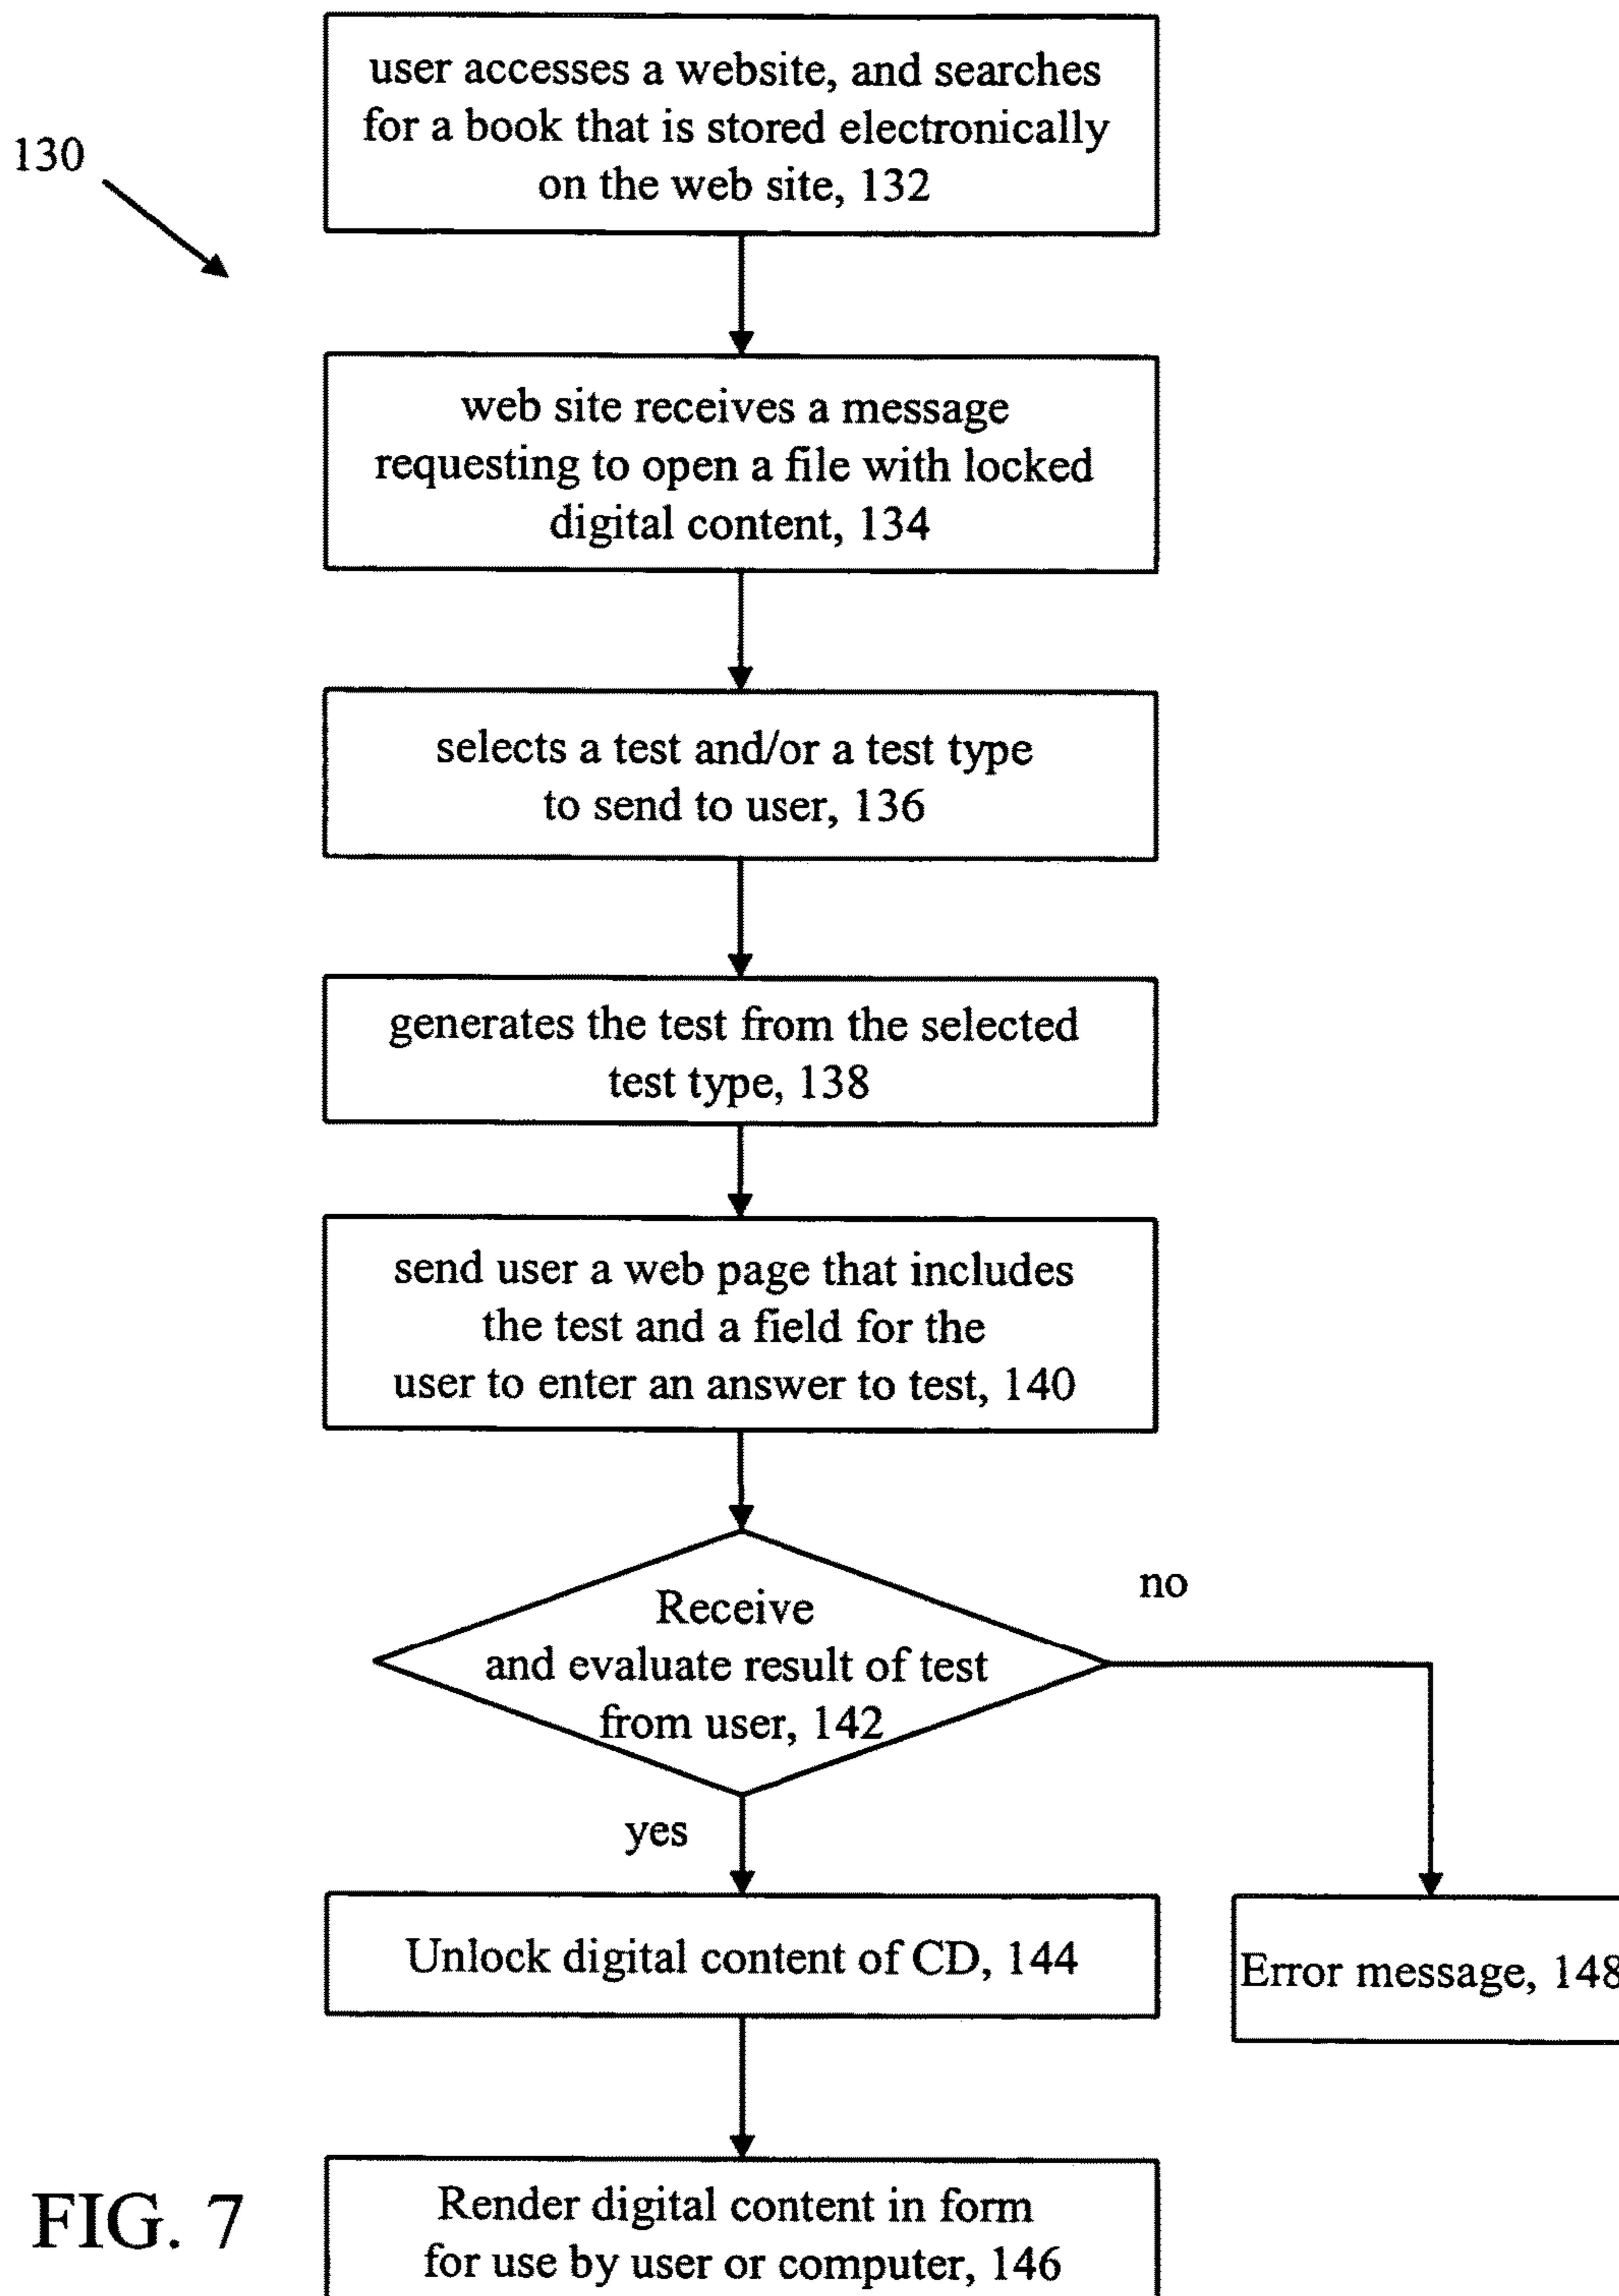 user accesses a website, and searches
for a book that is stored electronically
on the web site, 132
130
web site receives a message
requesting to open a file with locked
digital content, 134
selects a test and/or a test type
to send to user, 136
generates the test from the selected
test type, 138
send user a web page that includes
the test and a field for the
user to enter an answer to test, 140
Receive
and evaluate result of test
from user, 142
no
yes
Unlock digital content of CD, 144
Error message, 148
Render digital content in form
for use by user or computer, 146
FIG. 7